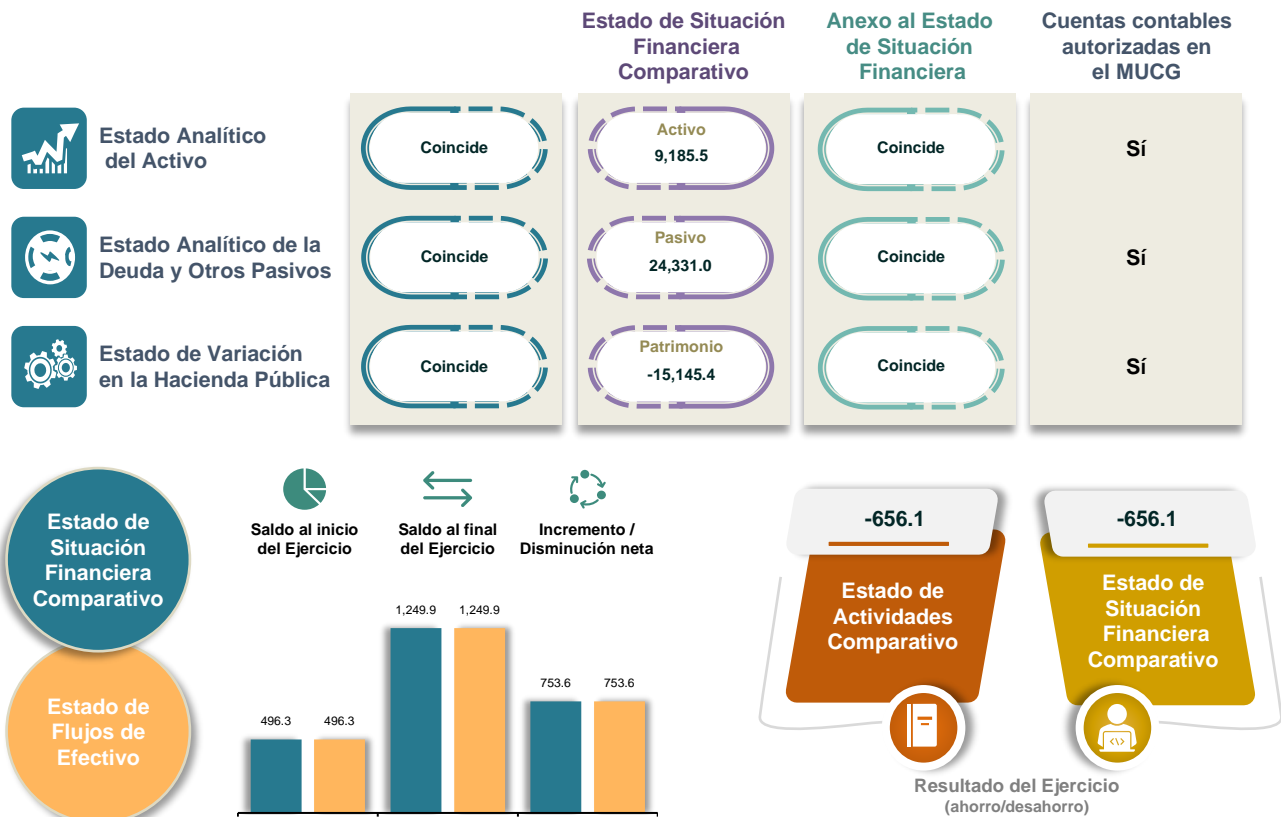 Estado de Situación
Financiera
Comparativo
Anexo al Estado
de Situación
Financiera
Cuentas contables
autorizadas en
el MUCG
Estado Analítico
del Activo
Coincide
Activo
9,185.5
Coincide
Sí
Estado Analítico de la
Deuda y Otros Pasivos
Coincide
Pasivo
24,331.0
Coincide
Sí
Estado de Variación
en la Hacienda Pública
Coincide
Patrimonio
-15,145.4
Coincide
Sí
Estado de
Situación
Financiera
Comparativo
Estado de
Flujos de
Efectivo
Saldo al inicio
del Ejercicio
Saldo al final
del Ejercicio
Incremento /
Disminución neta
496.3
496.3
1,249.9
1,249.9
753.6
753.6
-656.1
Estado de
Actividades
Comparativo
-656.1
Estado de
Situación
Financiera
Comparativo
Resultado del Ejercicio
(ahorro/desahorro)